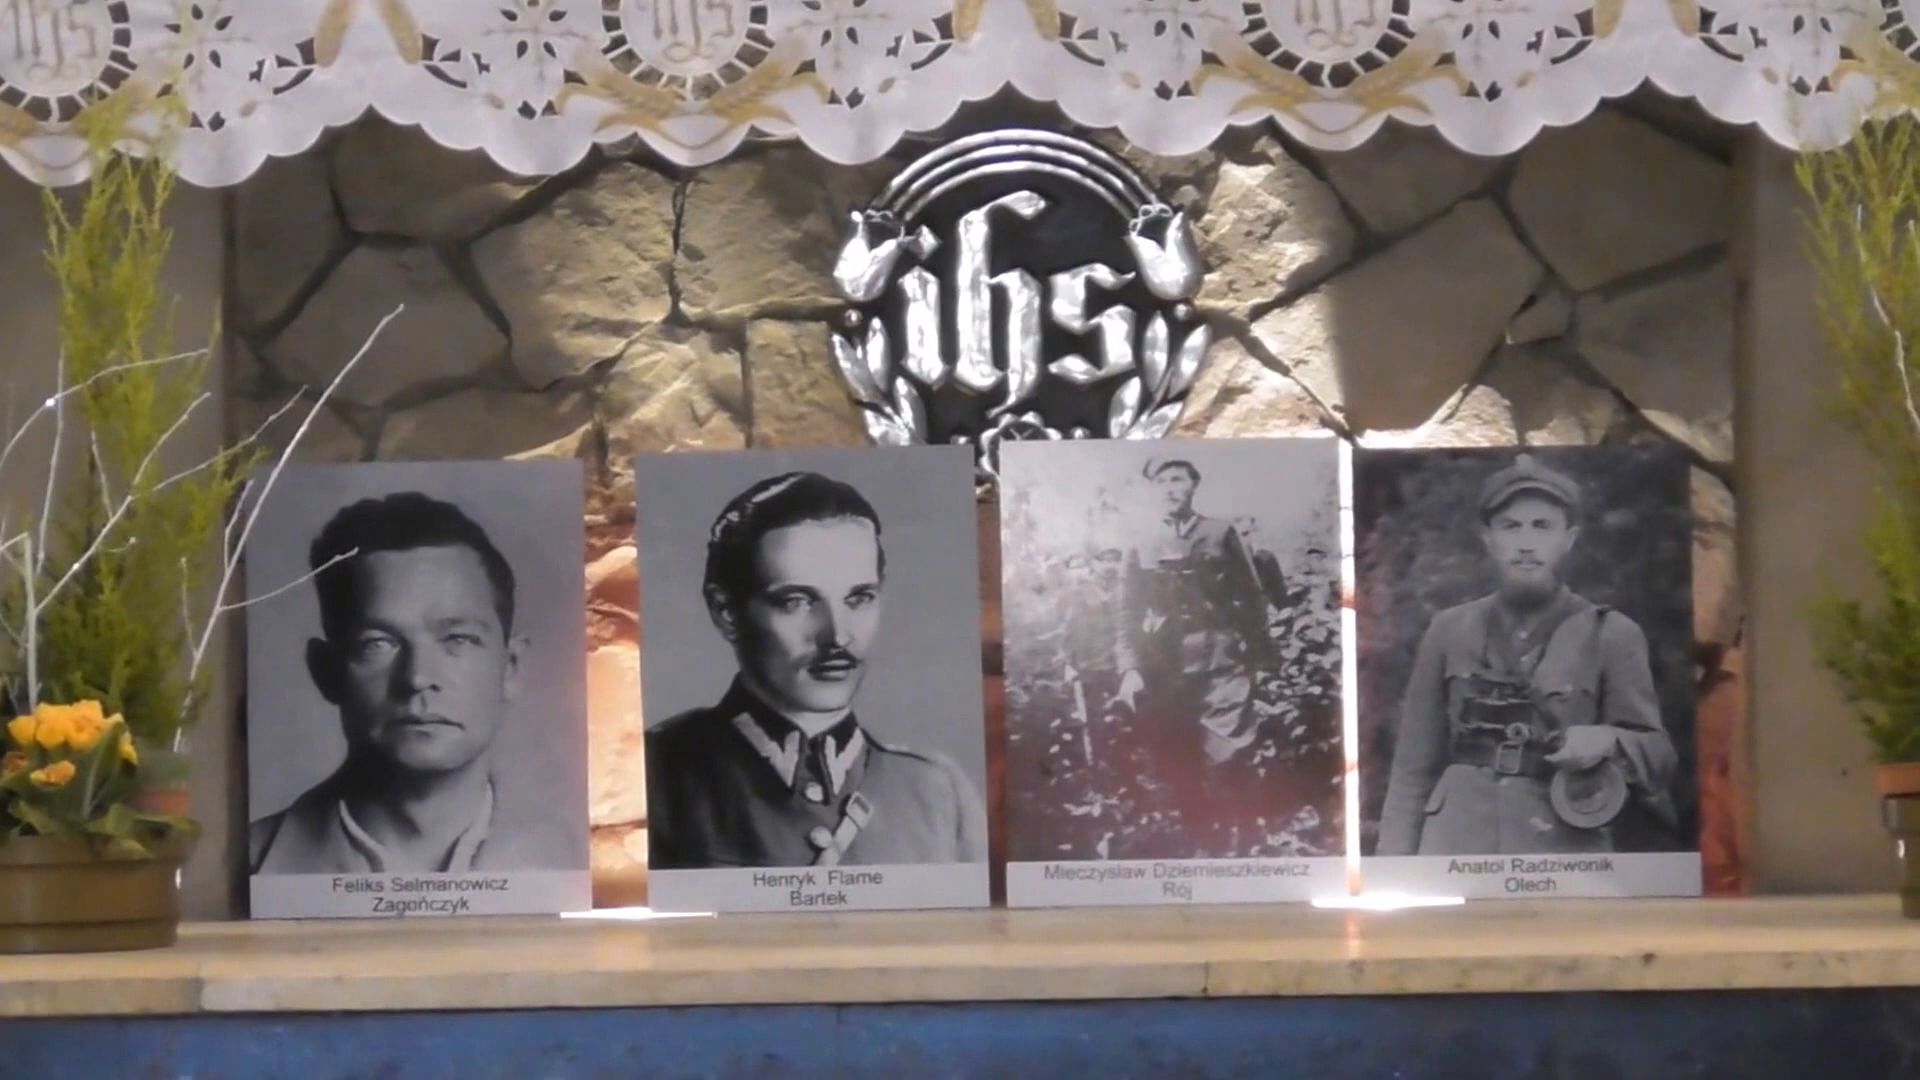 ihs
Feliks Selmanowicz
Zagończyk
Henryk Flame
Bartek
Mieczysław Dziemieszkiewicz
Rój
Anatol Radziwonik
Olech